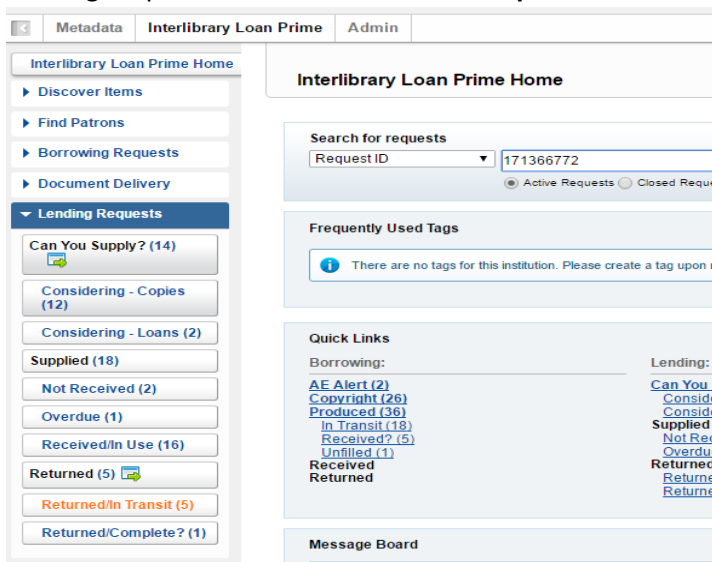 Metadata Interlibrary Loan Prime Admin
Interlibrary Loan Prime Home
Discover Items
Find Patrons
Borrowing Requests
Document Delivery
Lending Requests
Can You Supply? (14)
Considering - Copies
(12)
Considering - Loans (2)
Supplied (18)
Not Received (2)
Overdue (1)
Received/In Use (16)
Returned (5)
Returned/In Transit (5)
Returned/Complete? (1)
Interlibrary Loan Prime Home
Search for requests
Request ID 171366772
Active Requests Closed
Frequently Used Tags
There are no tags for this institution. Please create a tag upon
Quick Links
Borrowing:
AE Alert (2)
Copyright (26)
Produced (36)
In Transit (18)
Received? (5)
Unfilled (1)
Received
Returned
Lending:
Can You
Supplied
Not
Returned
Message Board